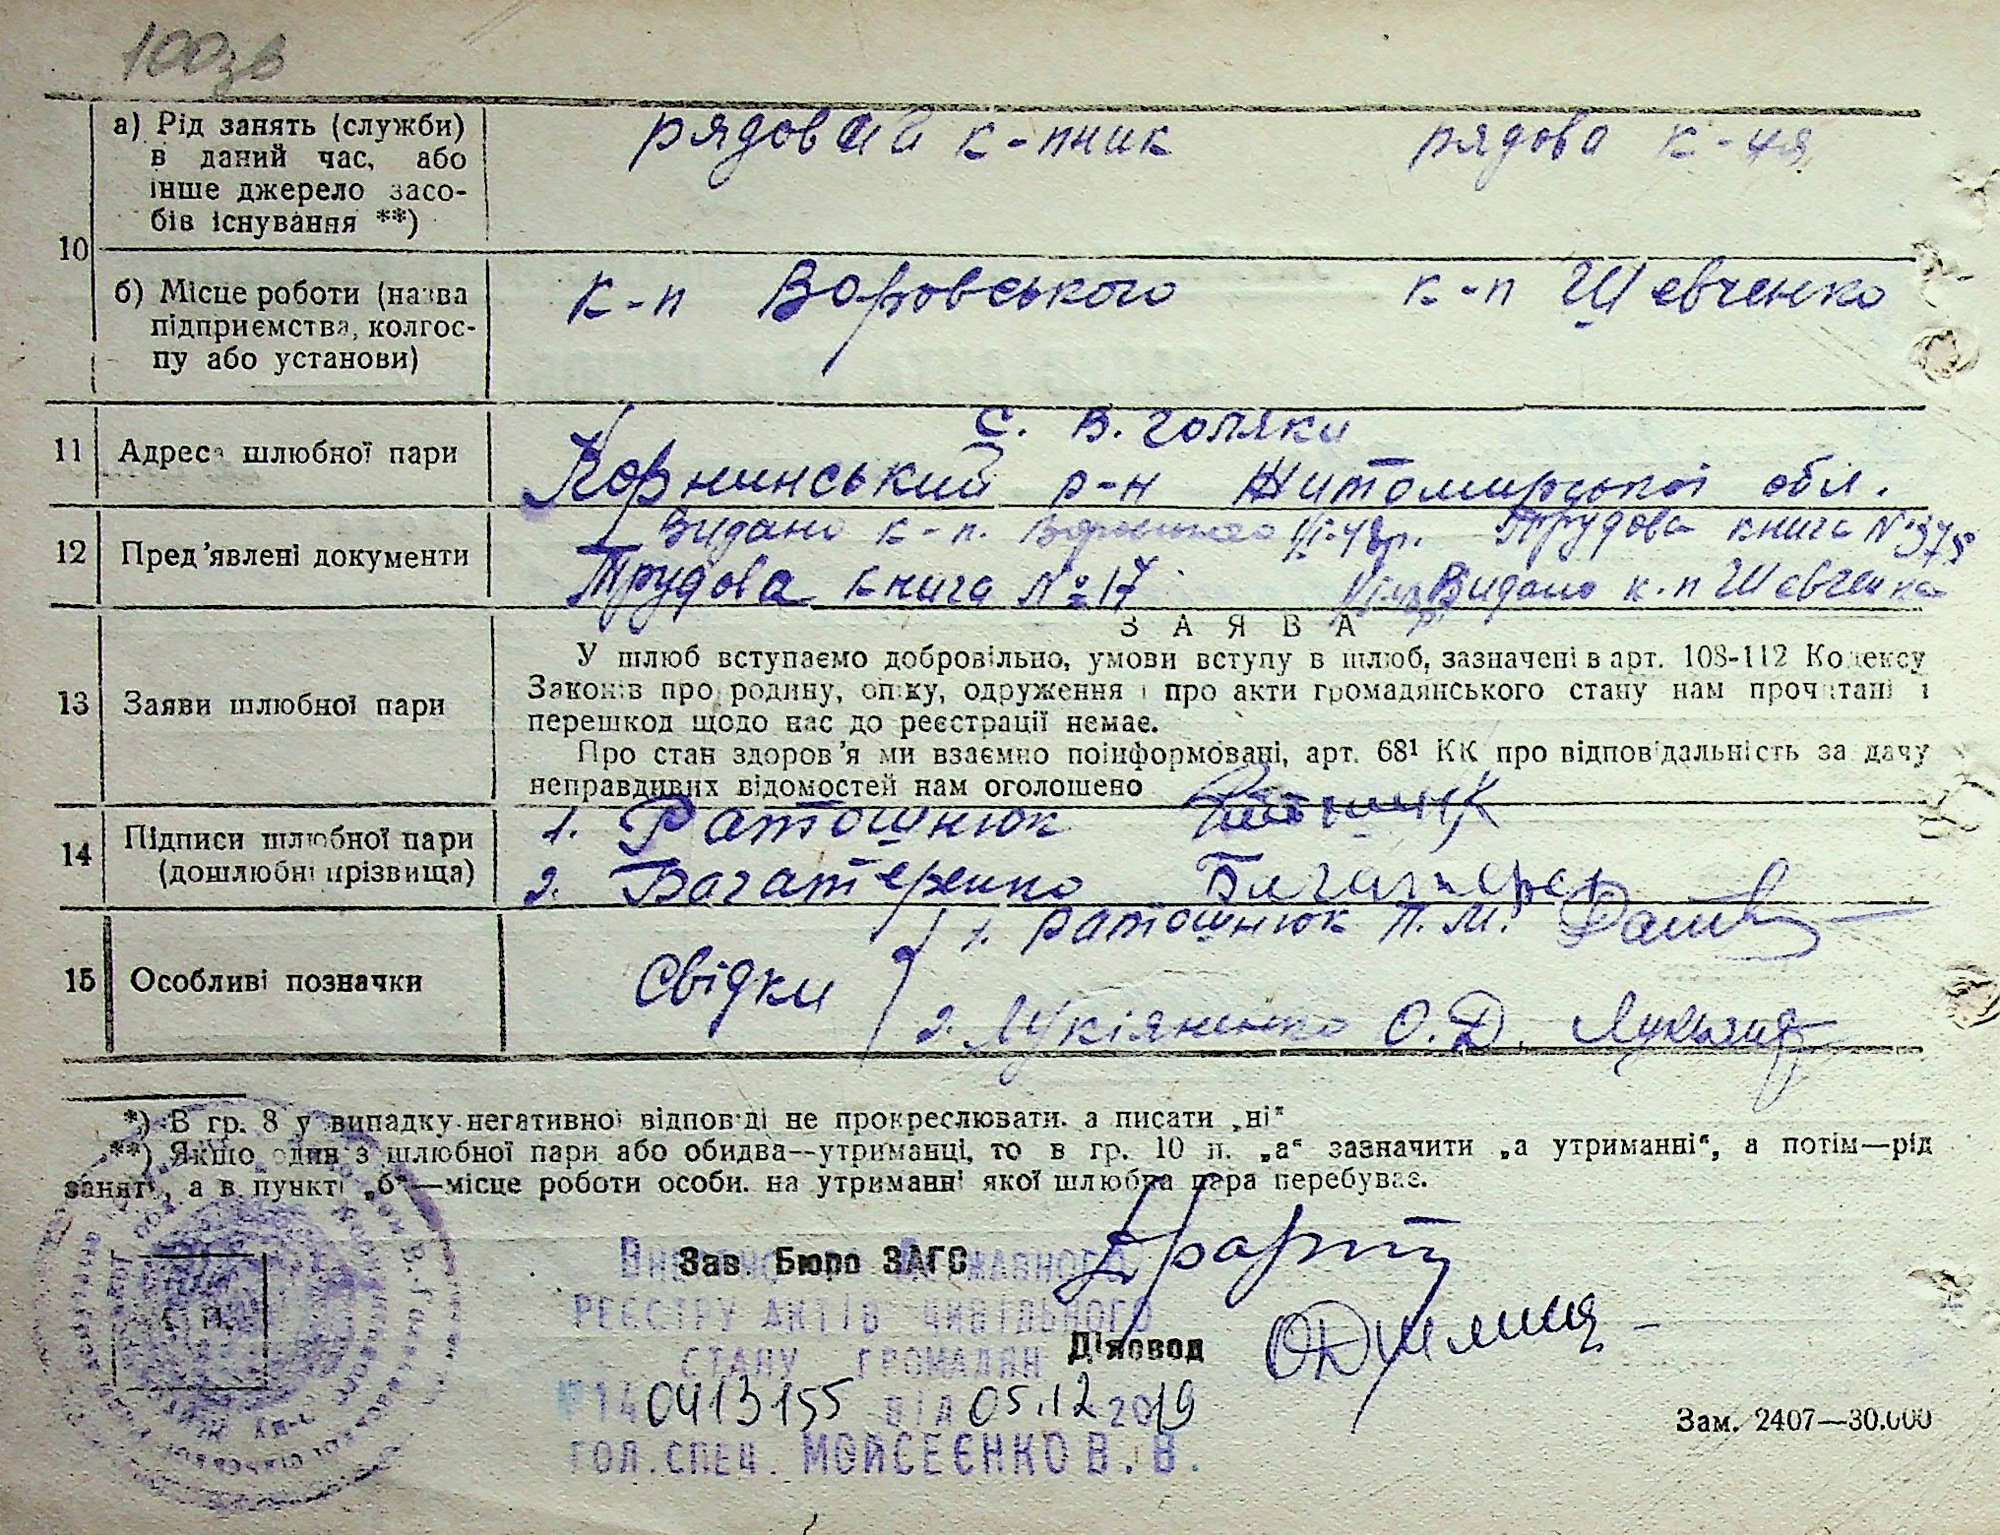 100зв
10
а) Рід занять (служби) в даний час, або інше джерело засобів існування **)
рядовий к-пник
рядова к-ця
б) Місце роботи (назва підприємства, колгоспу або установи)
к-п Воровського
к-п Шевченко
11 Адреса шлюбної пари
С. В. Голяки
Корнинський р-н Житомирської обл.
12 Пред'явлені документи
Видано к-п.
Трудова книга №17
Трудова книга №375
Видано к.п Шевченка
13 Заяви шлюбної пари
ЗАЯВА
У шлюб вступаємо добровільно, умови вступу в шлюб, зазначені в арт. 108-112 Кодексу
Законів про родину, опіку, одруження і про акти громадянського стану нам прочитані і
перешкод щодо нас до реєстрації немає.
Про стан здоров'я ми взаємно поінформовані, арт. 68¹ КК про відповідальність за дачу
неправдивих відомостей нам оголошено
14 Підписи шлюбної пари (дошлюбні прізвища)
1. Ратошнюк
2. Багатеренко
15 Особливі позначки
Свідки
1. Ратошнюк П. М.
2. Лукіяненко О. Д.
*) В гр. 8 у випадку негативної відповіді не прокреслювати. а писати „ні"
**) Якщо один з шлюбної пари або обидва--утриманці, то в гр. 10 п. „а" зазначити „а утриманні", а потім—рід
занять, а в пункті „б"—місце роботи особи. на утриманні якої шлюбна пара перебуває.
Зав Бюро ЗАГС
Діловод
Внесено Державного
РЕЄСТРУ АКТІВ ЦИВІЛЬНОГО
СТАНУ ГРОМАДЯН
140413155 ВІД 05.12 2019
ГОЛ. СПЕЦ. МОЙСЕЄНКО В. В.
Зам. 2407—30.000